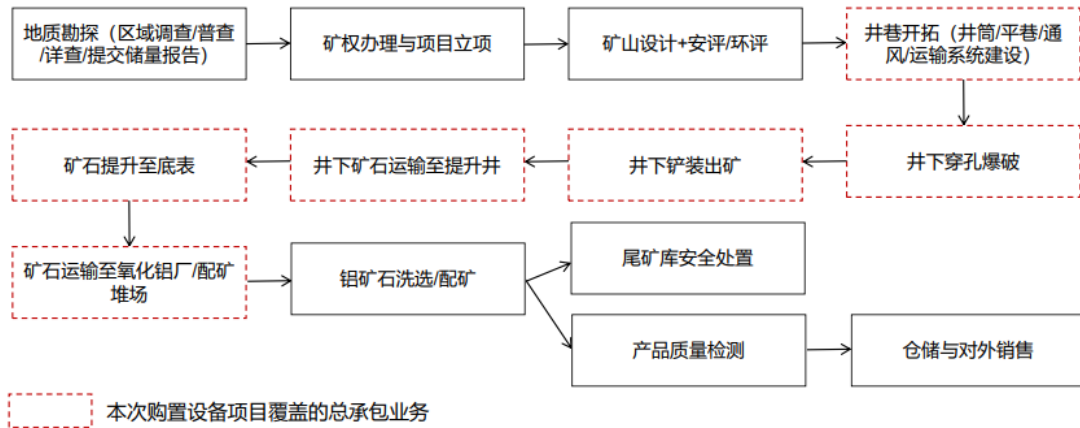 地质勘探（区域调查/普查
/详查/提交储量报告）
矿权办理与项目立项
矿山设计+安评/环评
井巷开拓（井筒/平巷/通
风/运输系统建设）
井下穿孔爆破
井下铲装出矿
井下矿石运输至提升井
矿石提升至底表
矿石运输至氧化铝厂/配矿
堆场
铝矿石洗选/配矿
尾矿库安全处置
产品质量检测
仓储与对外销售
本次购置设备项目覆盖的总承包业务